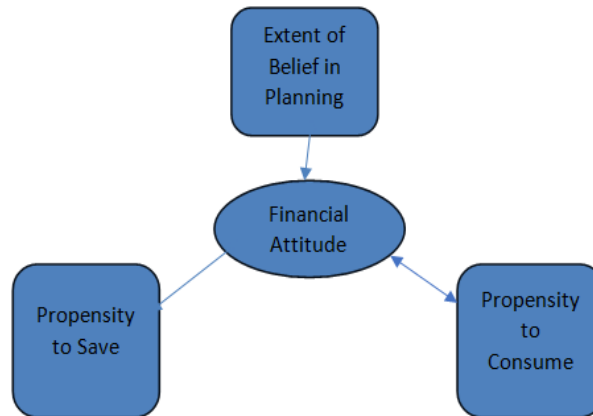 Extent of
Belief in
Planning
Financial
Attitude
Propensity
to Save
Propensity
to
Consume